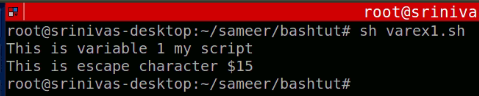 root@sriniva
root@srinivas-desktop:~/sameer/bashtut# sh varex1.sh
This is variable 1 my script
This is escape character $15
root@srinivas-desktop:~/sameer/bashtut#